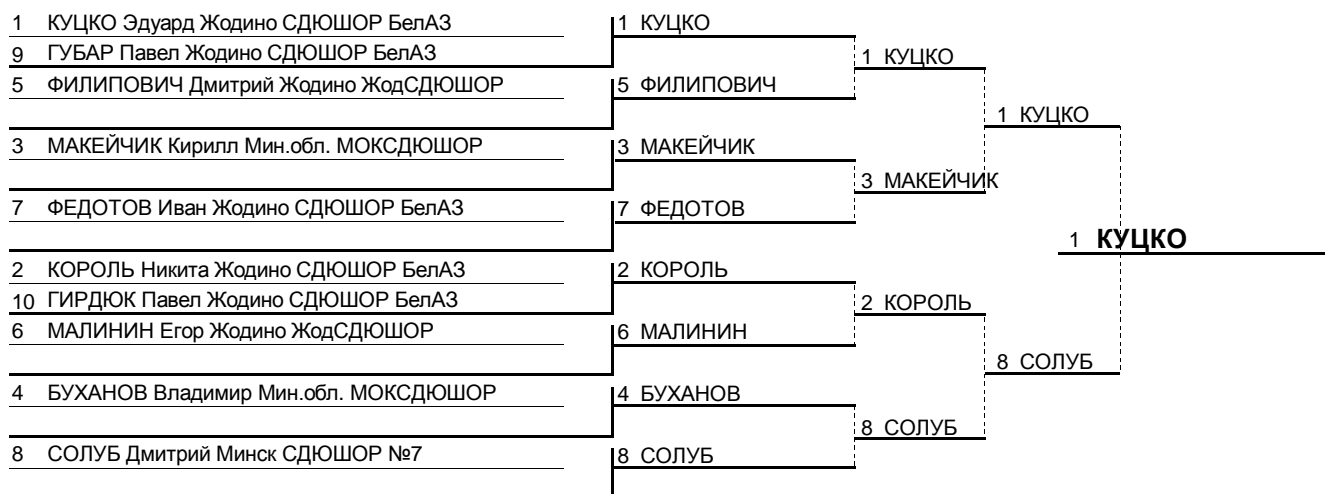 1 КУЦКО Эдуард Жодино СДЮШОР БелАЗ
1 КУЦКО
9 ГУБАР Павел Жодино СДЮШОР БелАЗ
1 КУЦКО
5 ФИЛИПОВИЧ Дмитрий Жодино ЖодСДЮШОР
5 ФИЛИПОВИЧ
1 КУЦКО
3 МАКЕЙЧИК Кирилл Мин.обл. МОКСДЮШОР
3 МАКЕЙЧИК
3 МАКЕЙЧИК
7 ФЕДОТОВ Иван Жодино СДЮШОР БелАЗ
7 ФЕДОТОВ
1 КУЦКО
2 КОРОЛЬ Никита Жодино СДЮШОР БелАЗ
2 КОРОЛЬ
10 ГИРДЮК Павел Жодино СДЮШОР БелАЗ
2 КОРОЛЬ
6 МАЛИНИН Егор Жодино ЖодСДЮШОР
6 МАЛИНИН
8 СОЛУБ
4 БУХАНОВ Владимир Мин.обл. МОКСДЮШОР
4 БУХАНОВ
8 СОЛУБ
8 СОЛУБ Дмитрий Минск СДЮШОР №7
8 СОЛУБ